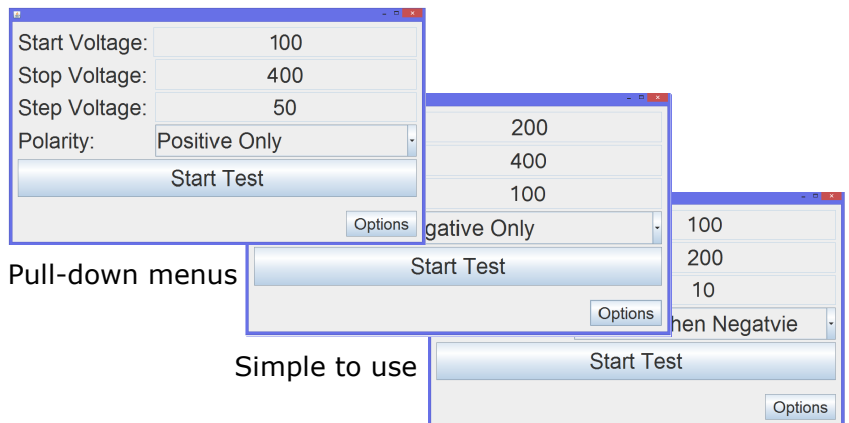 Start Voltage: 100
Stop Voltage: 400
Step Voltage: 50
Polarity: Positive Only
Start Test
Options
Pull-down menus
200
400
100
gative Only
Start Test
Options
Simple to use
100
200
10
hen Negatvie
Start Test
Options